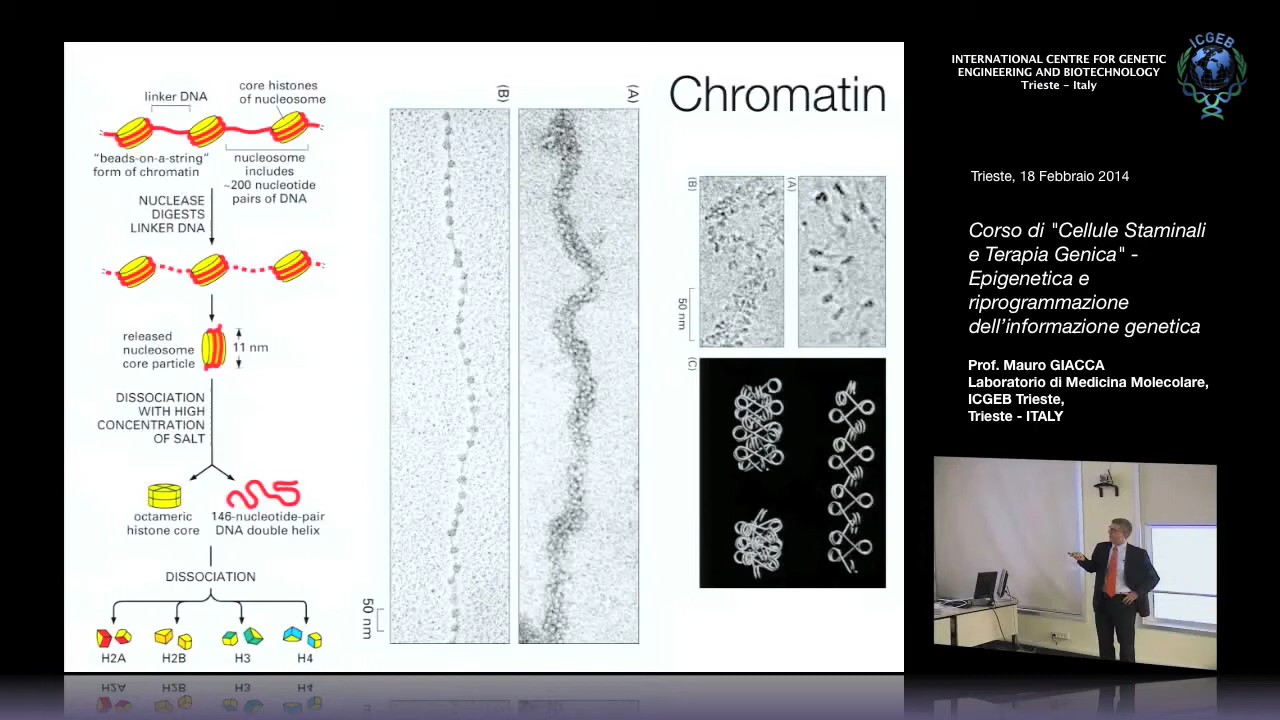 Chromatin
linker DNA
core histones
of nucleosome
"beads-on-a-string"
form of chromatin
nucleosome
includes
~200 nucleotide
pairs of DNA
NUCLEASE
DIGESTS
LINKER DNA
released
nucleosome
core particle
11 nm
DISSOCIATION
WITH HIGH
CONCENTRATION
OF SALT
octameric
histone core
146-nucleotide-pair
DNA double helix
DISSOCIATION
H2A
H2B
H3
H4
(B)
(A)
50 nm
(B)
(A)
50 nm
(C)
INTERNATIONAL CENTRE FOR GENETIC
ENGINEERING AND BIOTECHNOLOGY
Trieste - Italy
ICGEB
Trieste, 18 Febbraio 2014
Corso di "Cellule Staminali
e Terapia Genica" -
Epigenetica e
riprogrammazione
dell'informazione genetica
Prof. Mauro GIACCA
Laboratorio di Medicina Molecolare,
ICGEB Trieste,
Trieste - ITALY